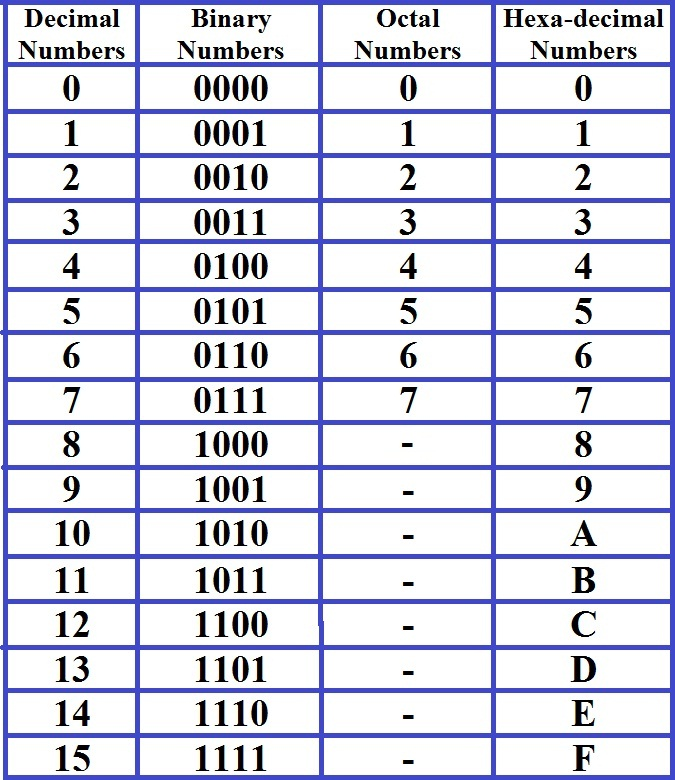 Decimal Numbers Binary Numbers Octal Numbers Hexa-decimal Numbers
0 0000 0 0
1 0001 1 1
2 0010 2 2
3 0011 3 3
4 0100 4 4
5 0101 5 5
6 0110 6 6
7 0111 7 7
8 1000 - 8
9 1001 - 9
10 1010 - A
11 1011 - B
12 1100 - C
13 1101 - D
14 1110 - E
15 1111 - F